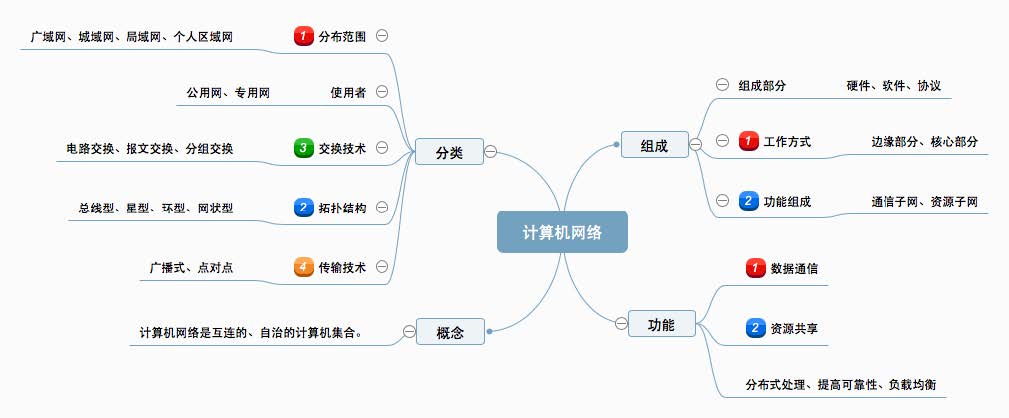 计算机网络
分类
1 分布范围
广域网、城域网、局域网、个人区域网
使用者
公用网、专用网
3 交换技术
电路交换、报文交换、分组交换
2 拓扑结构
总线型、星型、环型、网状型
4 传输技术
广播式、点对点
概念
计算机网络是互连的、自治的计算机集合。
组成
组成部分
硬件、软件、协议
1 工作方式
边缘部分、核心部分
2 功能组成
通信子网、资源子网
功能
1 数据通信
2 资源共享
分布式处理、提高可靠性、负载均衡